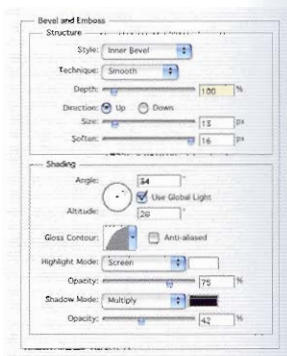 Bevel and Emboss
Structure
Style: Inner Bevel
Technique: Smooth
Depth: 100 %
Direction: Up Down
Size: 13 px
Soften: 16 px
Shading
Angle: 54 °
Use Global Light
Altitude: 26 °
Gloss Contour: Anti-aliased
Highlight Mode: Screen
Opacity: 75 %
Shadow Mode: Multiply
Opacity: 42 %